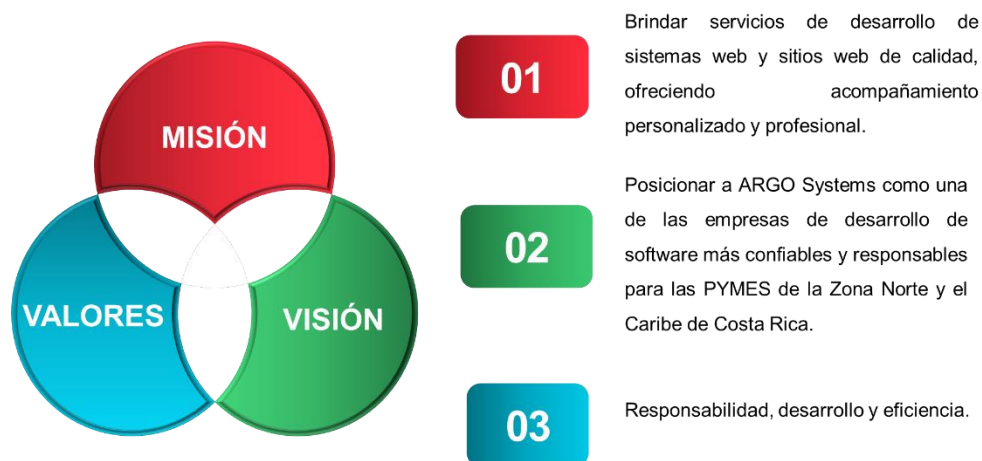 MISIÓN
VALORES
VISIÓN
01
Brindar servicios de desarrollo de
sistemas web y sitios web de calidad,
ofreciendo acompañamiento
personalizado y profesional.
02
Posicionar a ARGO Systems como una
de las empresas de desarrollo de
software más confiables y responsables
para las PYMES de la Zona Norte y el
Caribe de Costa Rica.
03
Responsabilidad, desarrollo y eficiencia.